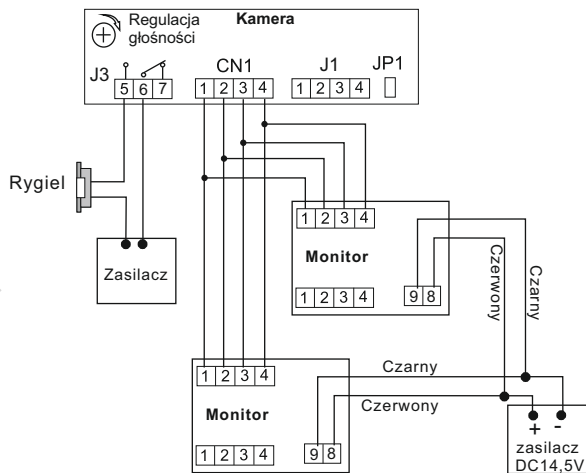 Kamera
Regulacja
głośności
J3
5 6 7
CN1
1 2 3 4
J1
1 2 3 4
JP1
Rygiel
Zasilacz
1 2 3 4
Monitor
1 2 3 4
9 8
Czerwony
Czarny
1 2 3 4
Monitor
1 2 3 4
9 8
Czarny
Czerwony
+ -
zasilacz
DC14,5V